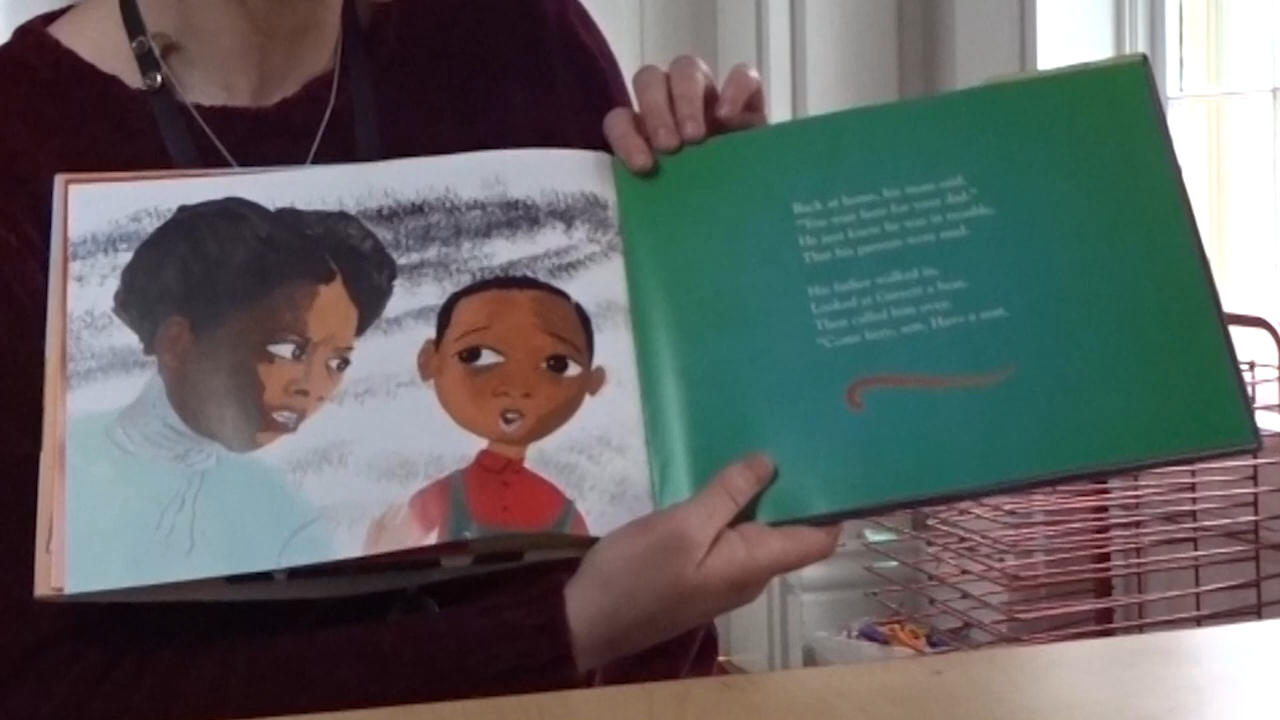 Back at home, his mom said,
"You wait here for your dad."
He just knew he was in trouble,
That his parents were mad.
His father walked in,
Looked at Garrett a beat,
Then called him over.
"Come here, son. Have a seat.